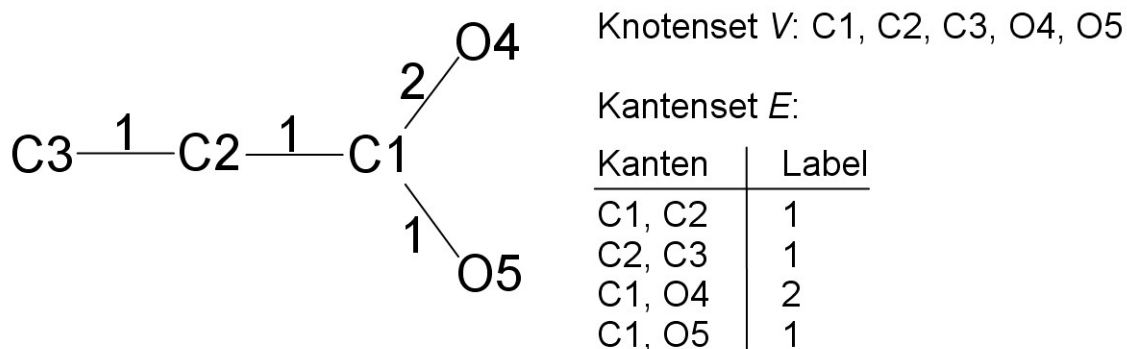 O4
2
C3 1 C2 1 C1
1
O5
Knotenset V: C1, C2, C3, O4, O5
Kantenset E:
Kanten Label
C1, C2 1
C2, C3 1
C1, O4 2
C1, O5 1